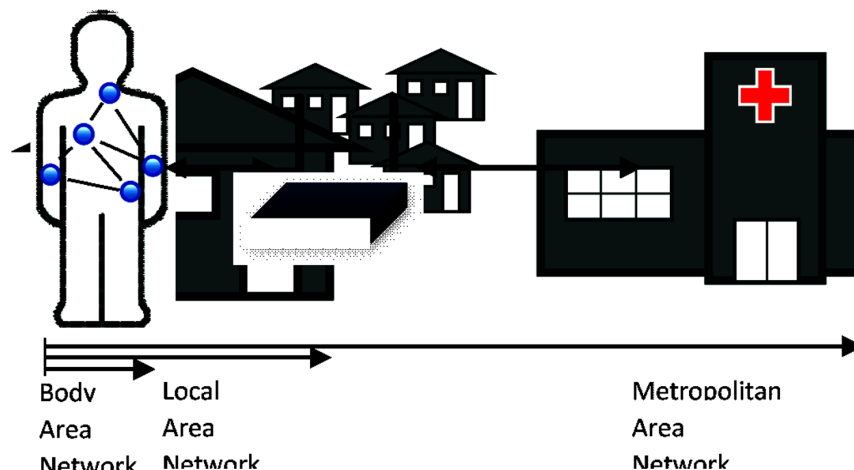 Body
Area
Network
Local
Area
Network
Metropolitan
Area
Network